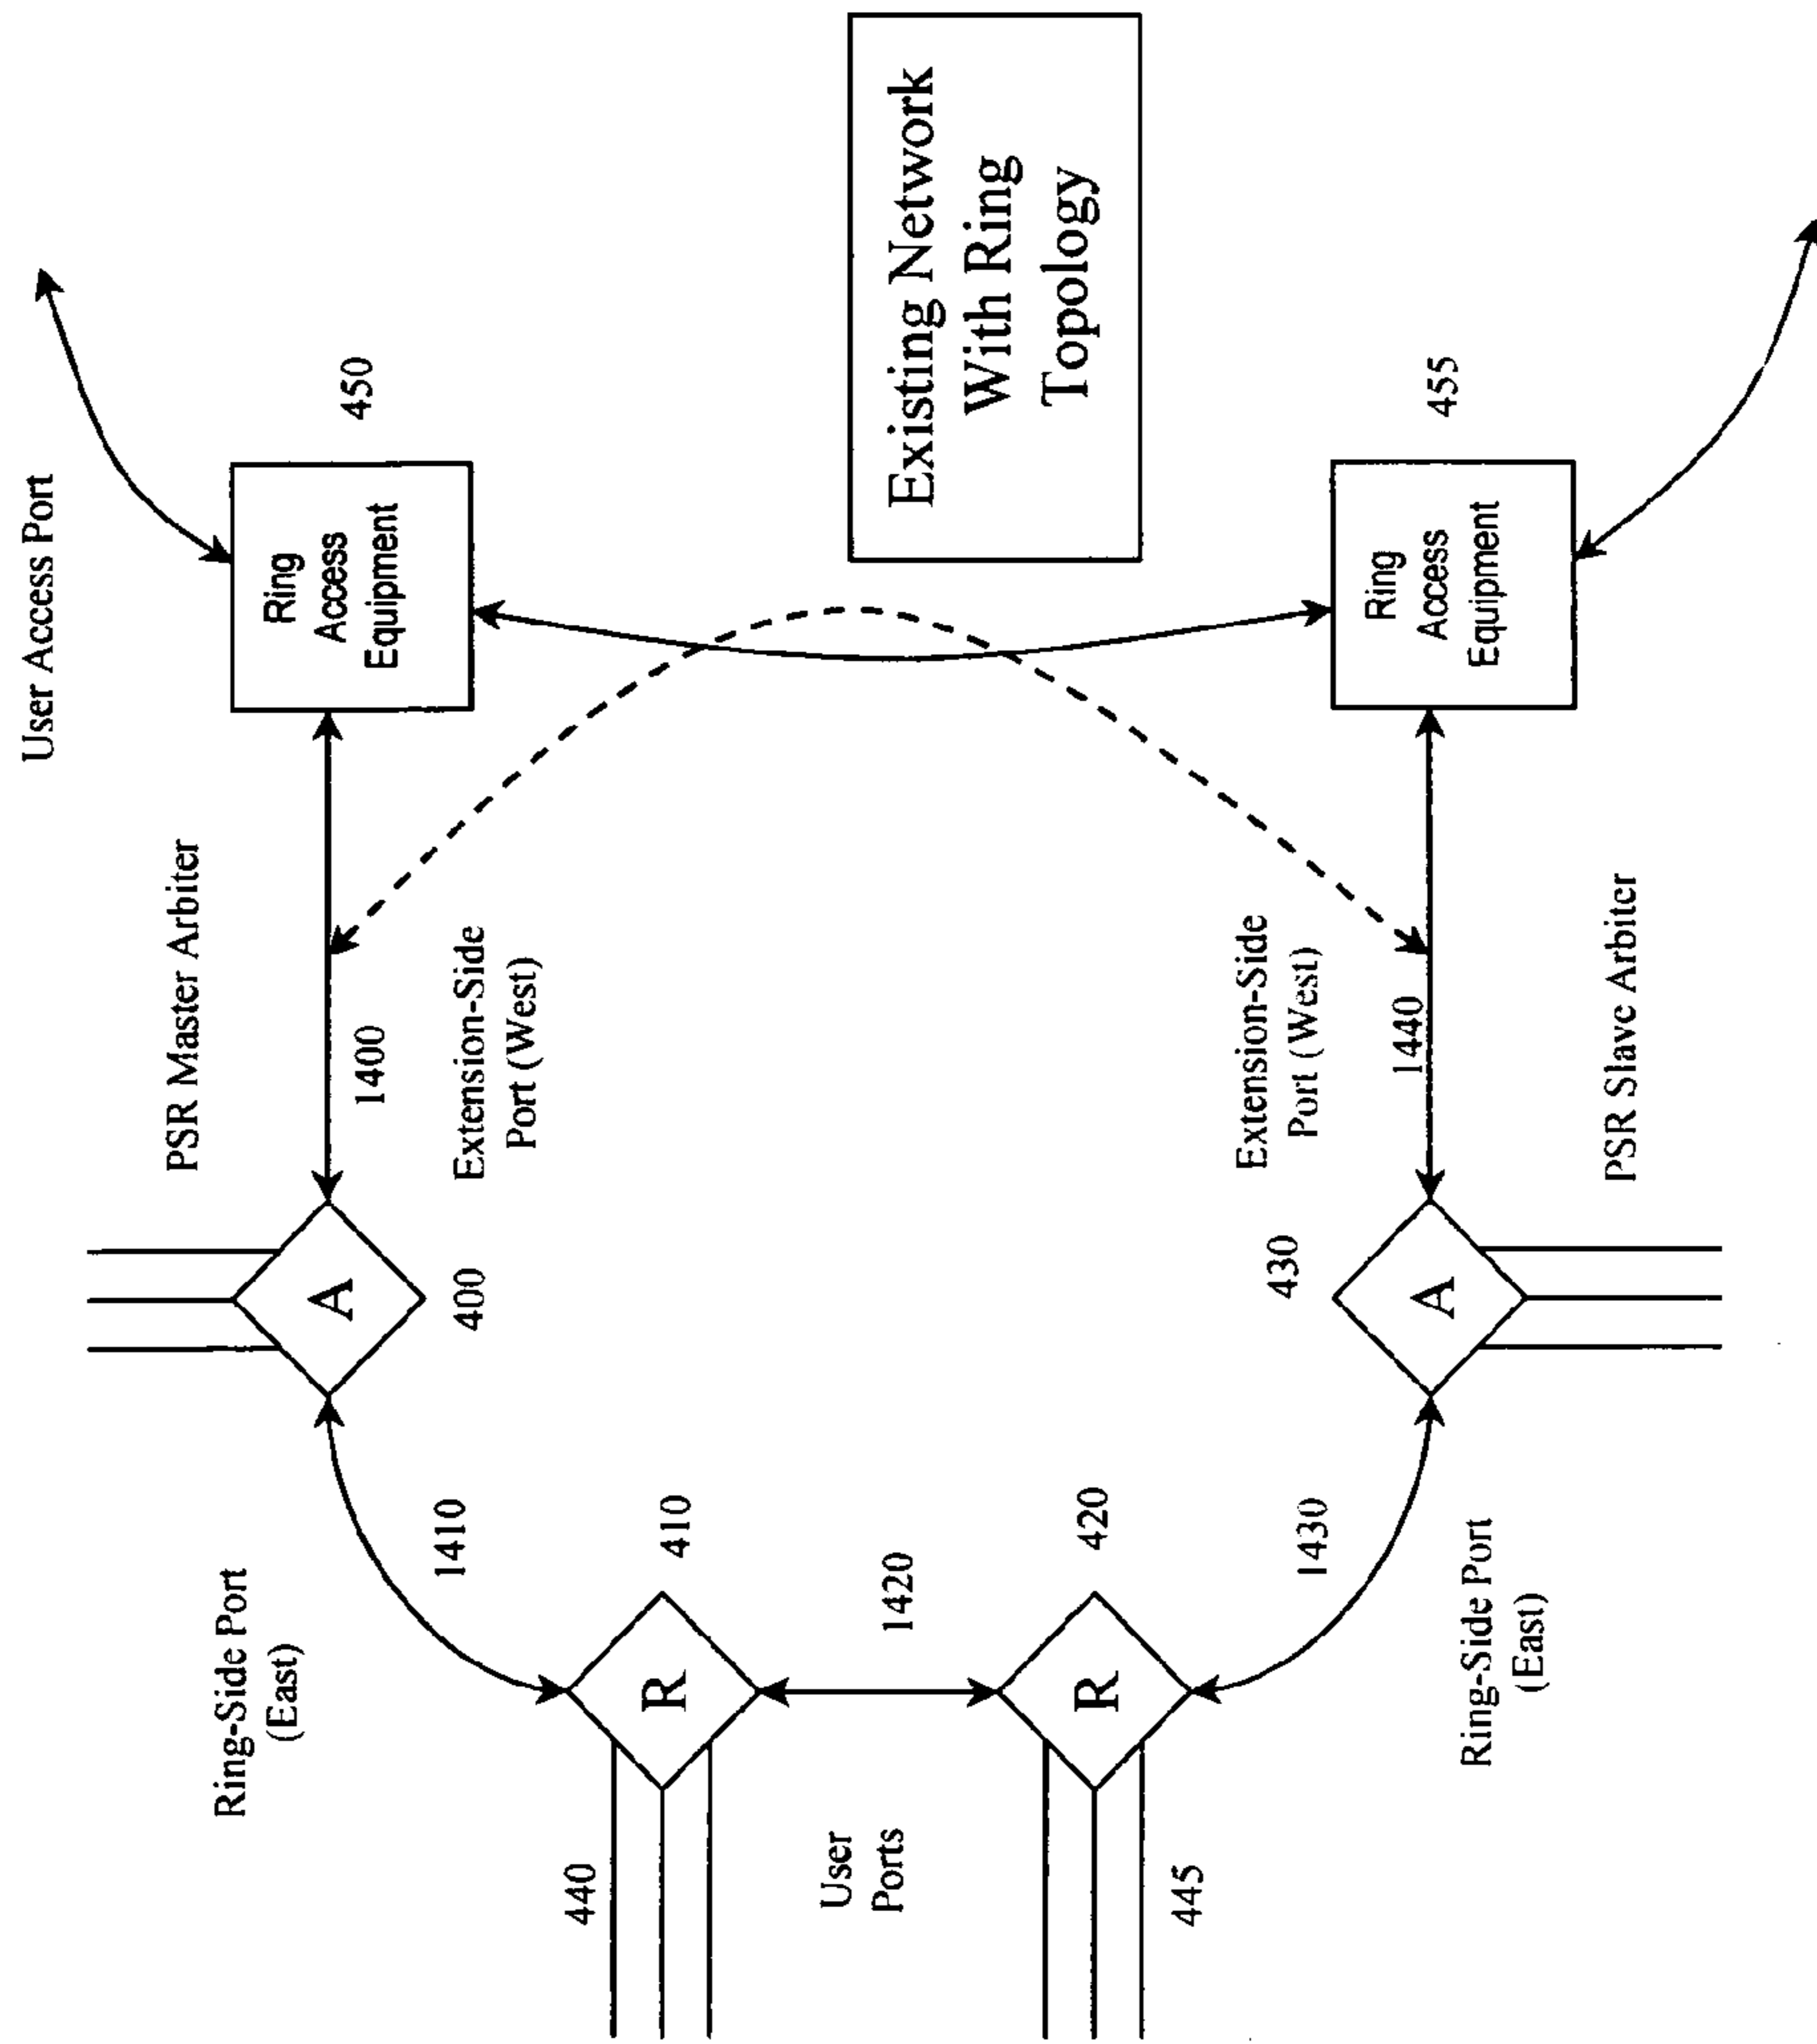 User Access Port
PSR Master Arbiter
Ring-Side Port
(East)
A
Ring
Access
Equipment
450
1400
1410
400
Extension-Side
Port (West)
440
R
410
User
Ports
1420
Existing Network
With Ring
Topology
R
420
445
1430
430
Extension-Side
Port (West)
1440
A
Ring
Access
Equipment
455
Ring-Side Port
(East)
PSR Slave Arbiter